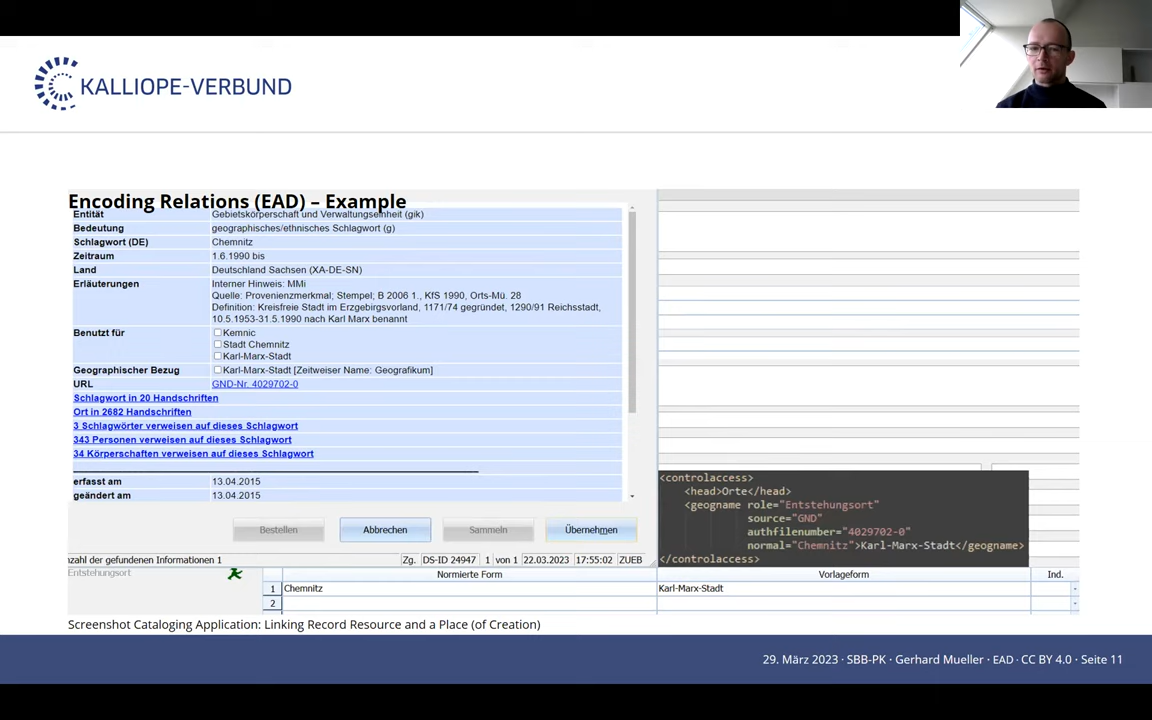 KALLIOPE-VERBUND
Encoding Relations (EAD) – Example
Entität Gebietskörperschaft und Verwaltungseinheit (gik)
Bedeutung geographisches/ethnisches Schlagwort (g)
Schlagwort (DE) Chemnitz
Zeitraum 1.6.1990 bis
Land Deutschland Sachsen (XA-DE-SN)
Erläuterungen Interner Hinweis: MMi
Quelle: Provenienzmerkmal; Stempel; B 2006 1., KfS 1990, Orts-Mü. 28
Definition: Kreisfreie Stadt im Erzgebirgsvorland, 1171/74 gegründet, 1290/91 Reichsstadt,
10.5.1953-31.5.1990 nach Karl Marx benannt
Benutzt für Kemnic
Stadt Chemnitz
Karl-Marx-Stadt
Geographischer Bezug Karl-Marx-Stadt [Zeitweiser Name: Geografikum]
URL GND-Nr. 4029702-0
Schlagwort in 20 Handschriften
Ort in 2682 Handschriften
3 Schlagwörter verweisen auf dieses Schlagwort
343 Personen verweisen auf dieses Schlagwort
34 Körperschaften verweisen auf dieses Schlagwort
erfasst am 13.04.2015
geändert am 13.04.2015
Bestellen Abbrechen Sammeln Übernehmen
nzahl der gefundenen Informationen 1 Zg. DS-ID 24947 1 von 1 22.03.2023 17:55:02 ZUEB
<controlaccess>
<head>Orte</head>
<geogname role="Entstehungsort"
source="GND"
authfilenumber="4029702-0"
normal="Chemnitz">Karl-Marx-Stadt</geogname>
</controlaccess>
Entstehungsort Normierte Form Vorlageform Ind.
1 Chemnitz Karl-Marx-Stadt
2
Screenshot Cataloging Application: Linking Record Resource and a Place (of Creation)
29. März 2023 · SBB-PK · Gerhard Mueller · EAD · CC BY 4.0 · Seite 11